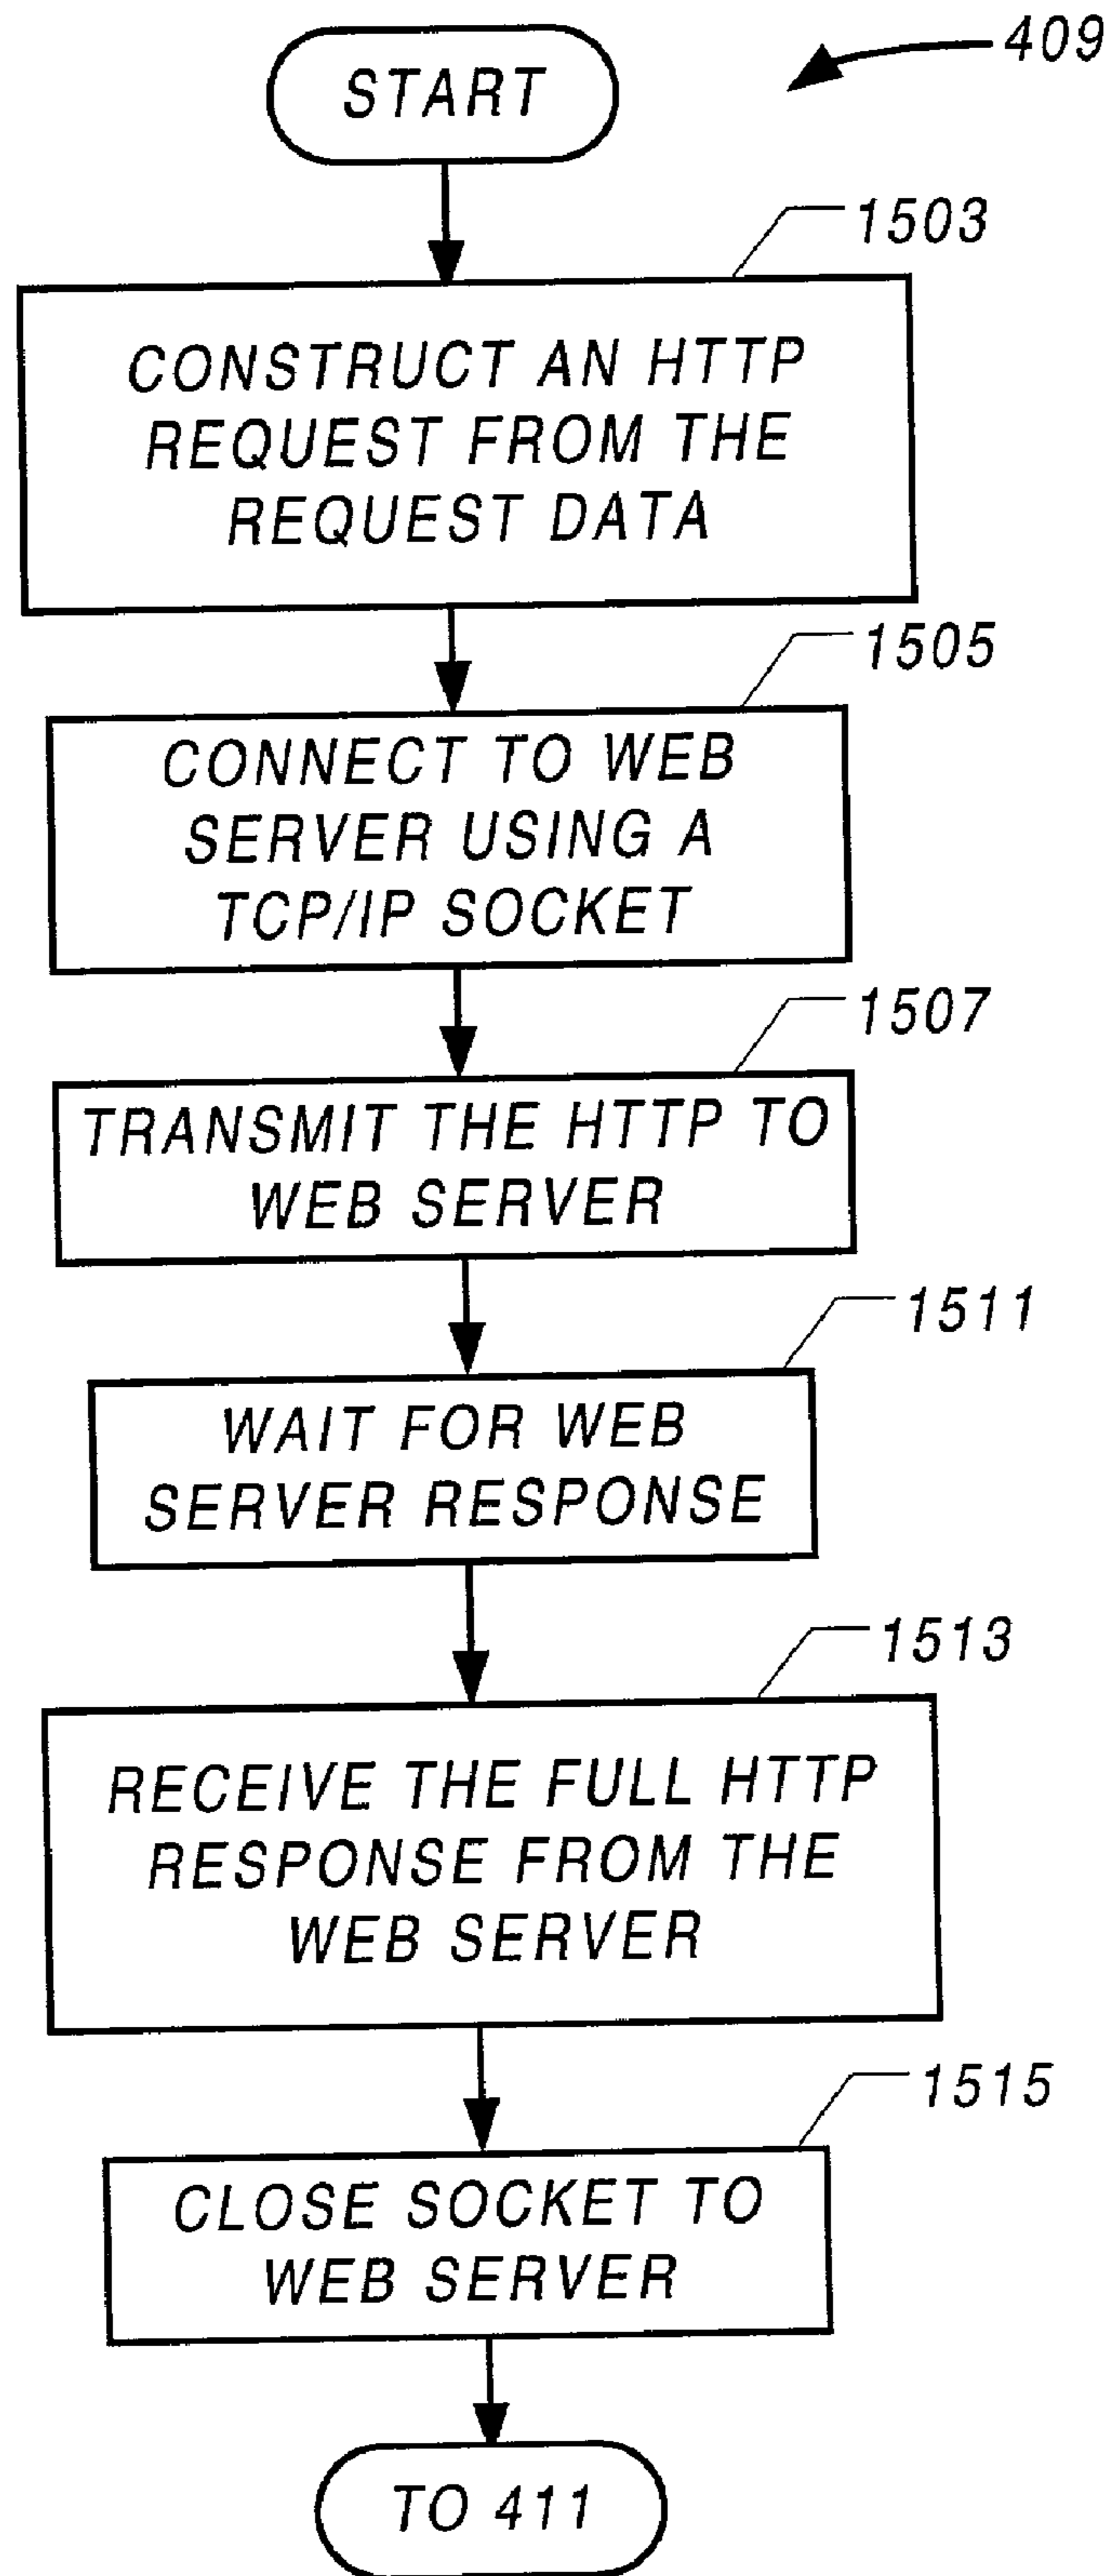 409
START
1503
CONSTRUCT AN HTTP
REQUEST FROM THE
REQUEST DATA
1505
CONNECT TO WEB
SERVER USING A
TCP/IP SOCKET
1507
TRANSMIT THE HTTP TO
WEB SERVER
1511
WAIT FOR WEB
SERVER RESPONSE
1513
RECEIVE THE FULL HTTP
RESPONSE FROM THE
WEB SERVER
1515
CLOSE SOCKET TO
WEB SERVER
TO 411